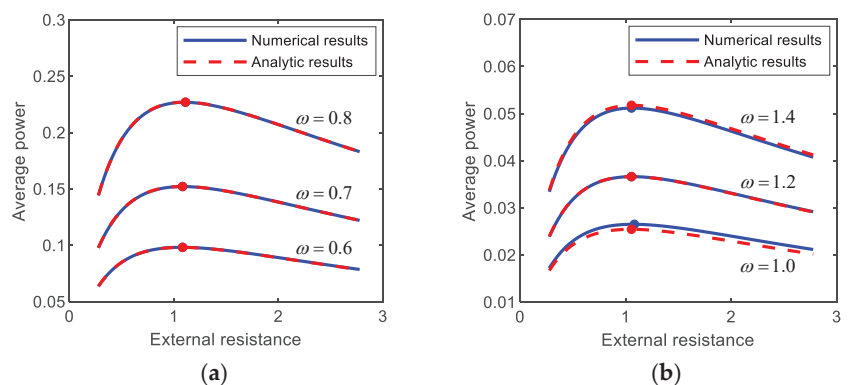 0.3
0.25
0.2
0.15
0.1
0.05
Average power
Numerical results
Analytic results
ω = 0.8
ω = 0.7
ω = 0.6
0 1 2 3
External resistance
(a)
0.07
0.06
0.05
0.04
0.03
0.02
0.01
Average power
Numerical results
Analytic results
ω = 1.4
ω = 1.2
ω = 1.0
0 1 2 3
External resistance
(b)